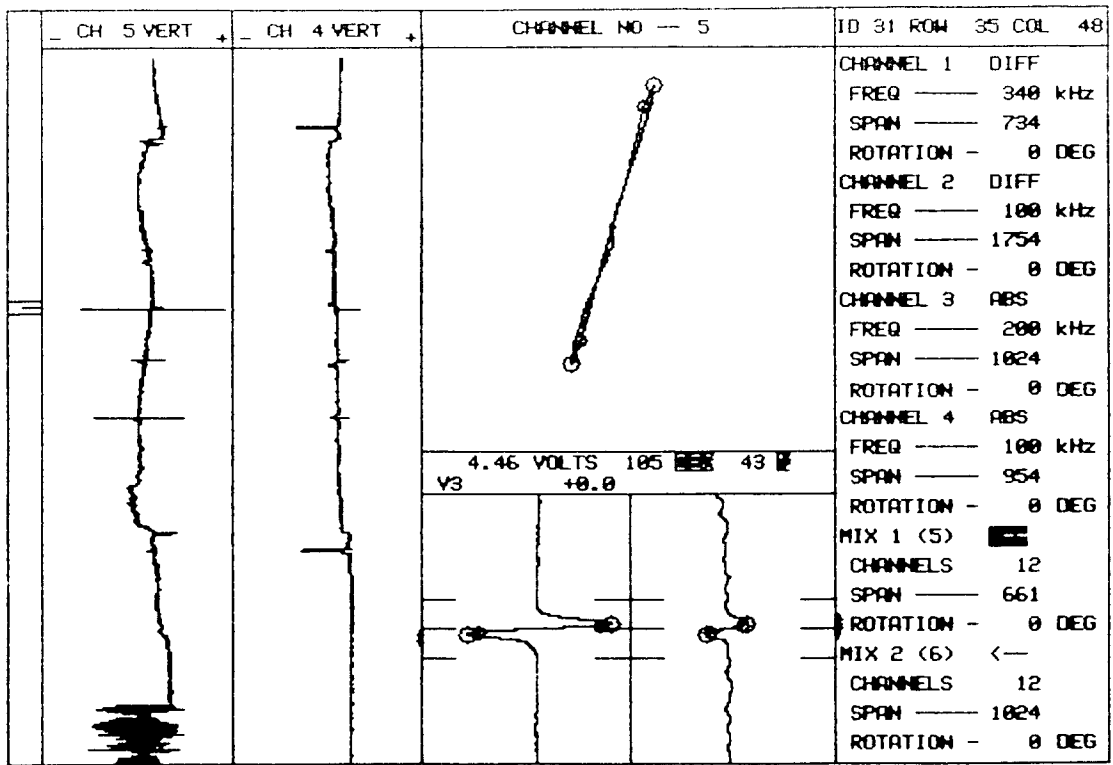 _ CH 5 VERT +
_ CH 4 VERT +
CHANNEL NO -- 5
ID 31 ROW 35 COL 48
CHANNEL 1 DIFF
FREQ —— 340 kHz
SPAN —— 734
ROTATION - 0 DEG
CHANNEL 2 DIFF
FREQ —— 100 kHz
SPAN —— 1754
ROTATION - 0 DEG
CHANNEL 3 ABS
FREQ —— 200 kHz
SPAN —— 1024
ROTATION - 0 DEG
CHANNEL 4 ABS
FREQ —— 100 kHz
SPAN —— 954
ROTATION - 0 DEG
MIX 1 (5)
CHANNELS 12
SPAN —— 661
ROTATION - 0 DEG
MIX 2 (6) <—
CHANNELS 12
SPAN —— 1024
ROTATION - 0 DEG
4.46 VOLTS 105 43
V3 +0.0